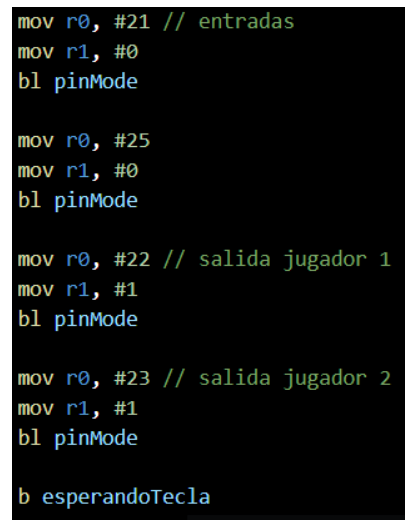 mov r0, #21 // entradas
mov r1, #0
bl pinMode

mov r0, #25
mov r1, #0
bl pinMode

mov r0, #22 // salida jugador 1
mov r1, #1
bl pinMode

mov r0, #23 // salida jugador 2
mov r1, #1
bl pinMode

b esperandoTecla